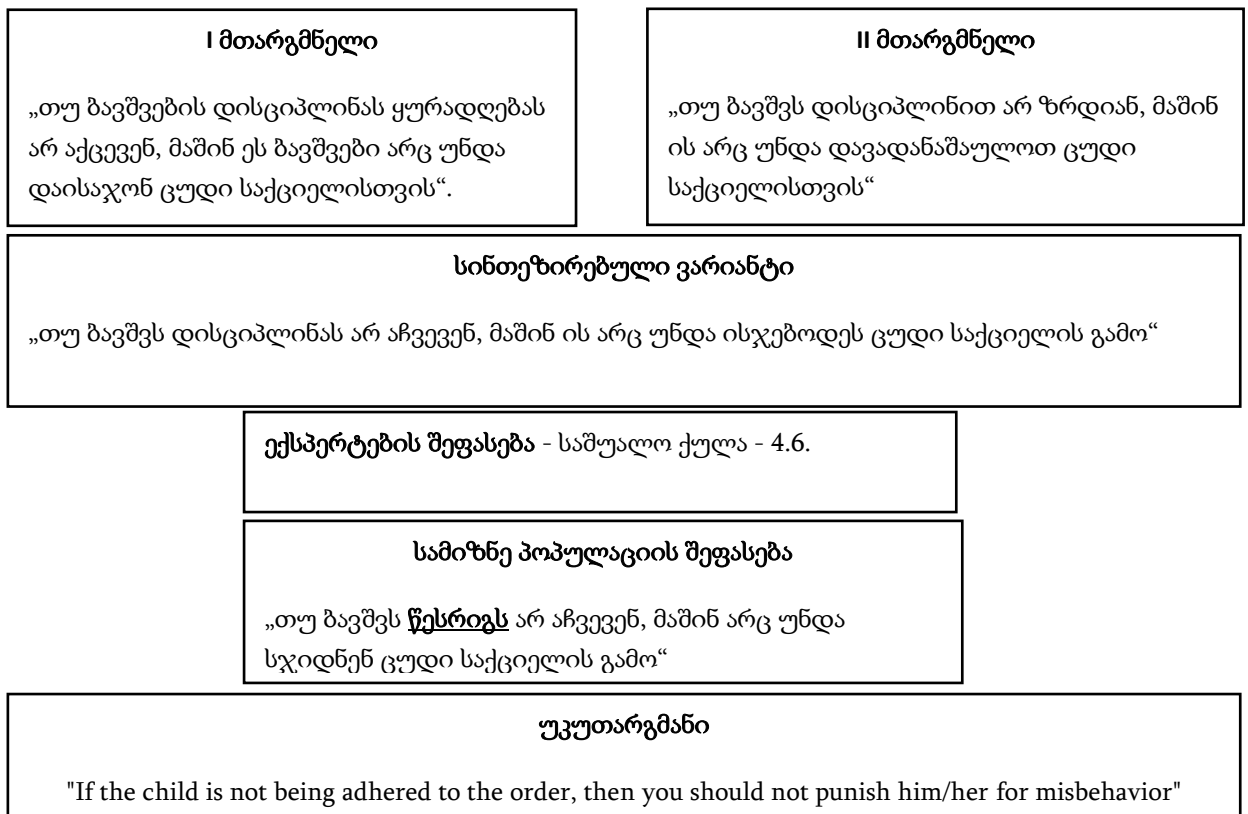 I მთარგმნელი
„თუ ბავშვების დისციპლინას ყურადღებას
არ აქცევენ, მაშინ ეს ბავშვები არც უნდა
დაისაჯონ ცუდი საქციელისთვის“.
II მთარგმნელი
„თუ ბავშვს დისციპლინით არ ზრდიან, მაშინ
ის არც უნდა დავადანაშაულოთ ცუდი
საქციელისთვის“
სინთეზირებული ვარიანტი
„თუ ბავშვს დისციპლინას არ აჩვევენ, მაშინ ის არც უნდა ისჯებოდეს ცუდი საქციელის გამო“
ექსპერტების შეფასება - საშუალო ქულა - 4.6.
სამიზნე პოპულაციის შეფასება
„თუ ბავშვს წესრიგს არ აჩვევენ, მაშინ არც უნდა
სჯიდნენ ცუდი საქციელის გამო“
უკუთარგმანი
"If the child is not being adhered to the order, then you should not punish him/her for misbehavior"